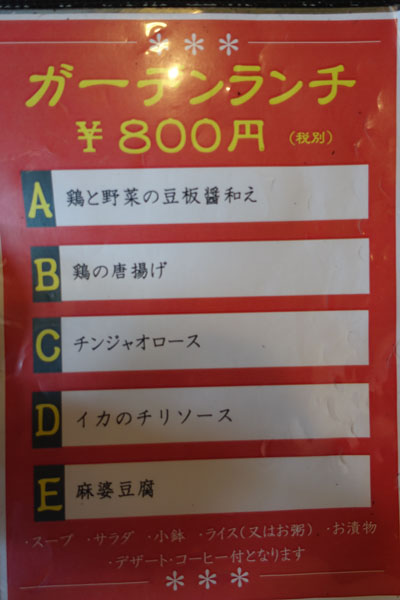 ***
ガーデンランチ
¥800円 (税別)
A 鶏と野菜の豆板醤和え
B 鶏の唐揚げ
C チンジャオロース
D イカのチリソース
E 麻婆豆腐
・スープ ・サラダ ・小鉢 ・ライス(又はお粥) ・お漬物
・デザート・コーヒー付となります
***